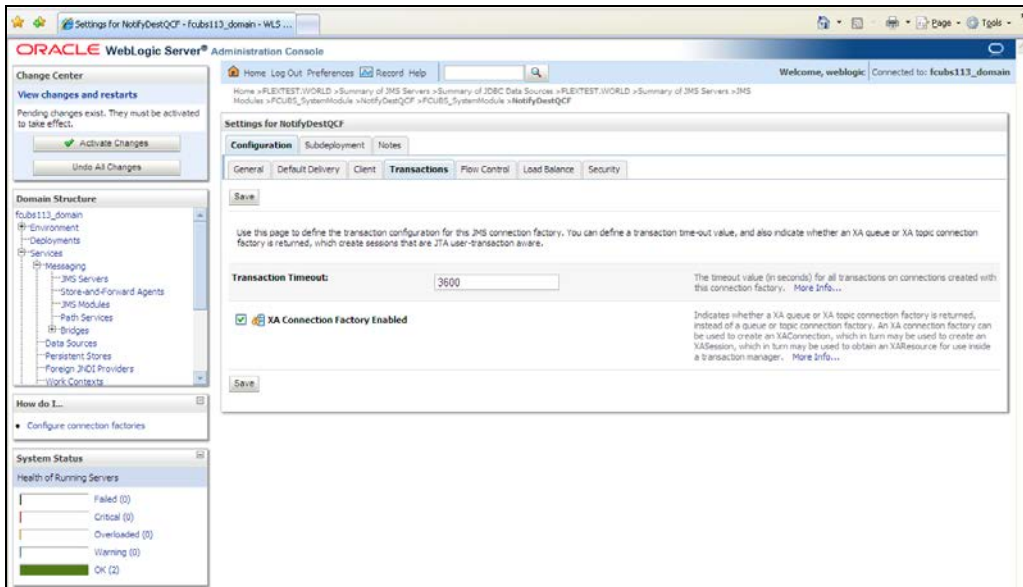 Settings for NotifyDestQCF - fcubs113_domain - WLS ...
Page
Tools
ORACLE WebLogic Server® Administration Console
Change Center
View changes and restarts
Pending changes exist. They must be activated
to take effect.
Activate Changes
Undo All Changes
Domain Structure
fcubs113_domain
Environment
Deployments
Services
Messaging
JMS Servers
Store-and-Forward Agents
JMS Modules
Path Services
Bridges
Data Sources
Persistent Stores
Foreign JNDI Providers
Work Contexts
How do I...
Configure connection factories
System Status
Health of Running Servers
Failed (0)
Critical (0)
Overloaded (0)
Warning (0)
OK (2)
Home Log Out Preferences Record Help
Welcome, weblogic Connected to: fcubs113_domain
Home >FLEXTEST.WORLD >Summary of JMS Servers >Summary of JDBC Data Sources >FLEXTEST.WORLD >Summary of JMS Servers >JMS
Modules >FCUBS_SystemModule >NotifyDestQCF >FCUBS_SystemModule >NotifyDestQCF
Settings for NotifyDestQCF
Configuration Subdeployment Notes
General Default Delivery Client Transactions Flow Control Load Balance Security
Save
Use this page to define the transaction configuration for this JMS connection factory. You can define a transaction time-out value, and also indicate whether an XA queue or XA topic connection
factory is returned, which create sessions that are JTA user-transaction aware.
Transaction Timeout:
3600
The timeout value (in seconds) for all transactions on connections created with
this connection factory. More Info...
XA Connection Factory Enabled
Indicates whether a XA queue or XA topic connection factory is returned,
instead of a queue or topic connection factory. An XA connection factory can
be used to create an XAConnection, which in turn may be used to create an
XASession, which in turn may be used to obtain an XAResource for use inside
a transaction manager. More Info...
Save